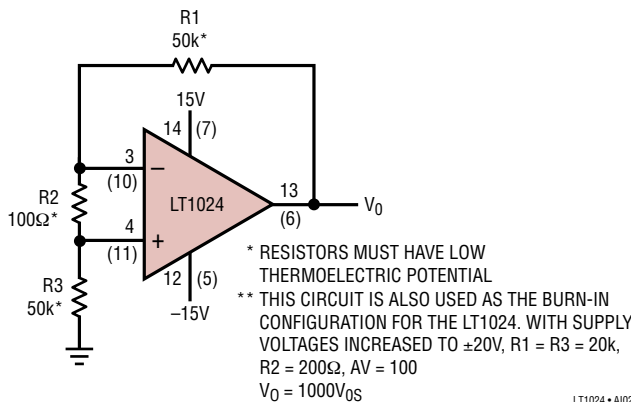 R1
50k*
15V
14 (7)
3
(10)
–
R2
100Ω*
LT1024
13
(6)
V0
4
(11)
+
R3
50k*
12 (5)
–15V
* RESISTORS MUST HAVE LOW
THERMOELECTRIC POTENTIAL
** THIS CIRCUIT IS ALSO USED AS THE BURN-IN
CONFIGURATION FOR THE LT1024. WITH SUPPLY
VOLTAGES INCREASED TO ±20V, R1 = R3 = 20k,
R2 = 200Ω, AV = 100
V0 = 1000V0S
LT1024 • AI02